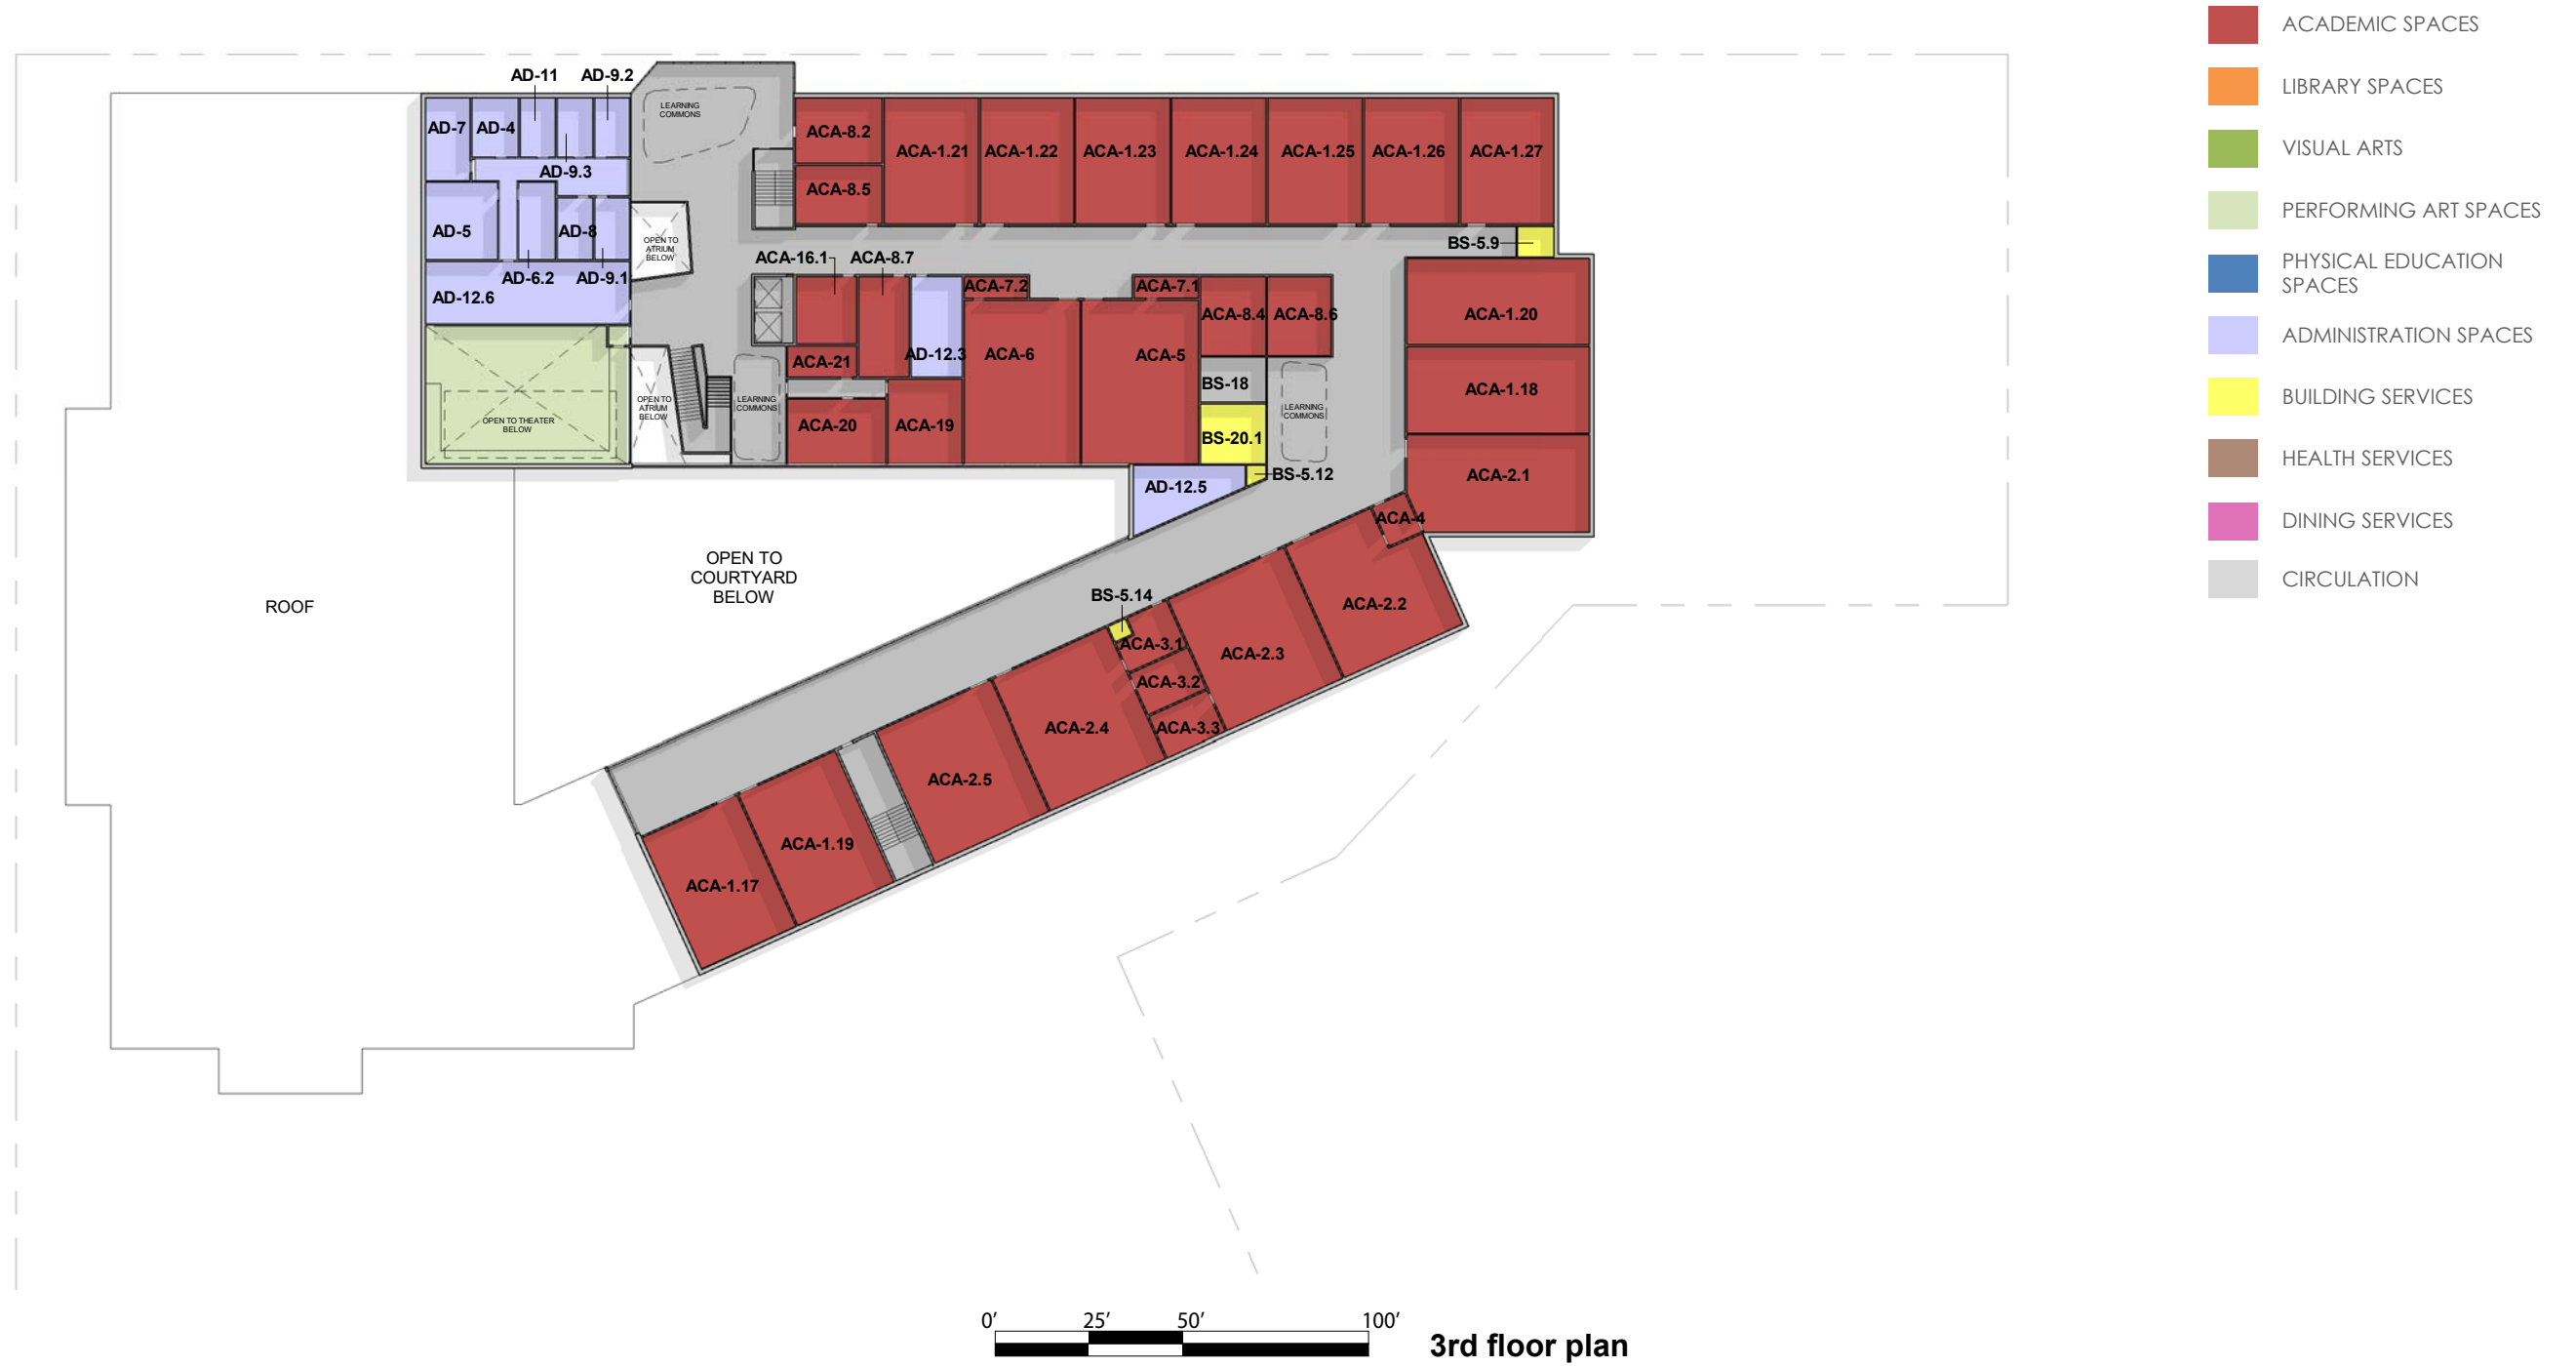 ACADEMIC SPACES
LIBRARY SPACES
VISUAL ARTS
PERFORMING ART SPACES
PHYSICAL EDUCATION
SPACES
ADMINISTRATION SPACES
BUILDING SERVICES
HEALTH SERVICES
DINING SERVICES
CIRCULATION
AD-11
AD-9.2
AD-7
AD-4
AD-9.3
AD-5
AD-8
AD-6.2
AD-9.1
AD-12.6
LEARNING
COMMONS
OPEN TO
ATRIUM
BELOW
OPEN TO THEATER
BELOW
OPEN TO
ATRIUM
BELOW
LEARNING
COMMONS
ACA-8.2
ACA-8.5
ACA-1.21
ACA-1.22
ACA-1.23
ACA-1.24
ACA-1.25
ACA-1.26
ACA-1.27
BS-5.9
ACA-16.1
ACA-8.7
ACA-7.2
ACA-7.1
ACA-8.4
ACA-8.6
ACA-21
AD-12.3
ACA-6
ACA-5
ACA-20
ACA-19
BS-18
BS-20.1
LEARNING
COMMONS
BS-5.12
AD-12.5
ACA-1.20
ACA-1.18
ACA-2.1
ACA-4
ACA-2.2
BS-5.14
ACA-3.1
ACA-3.2
ACA-3.3
ACA-2.3
ACA-2.4
ACA-2.5
ACA-1.19
ACA-1.17
OPEN TO
COURTYARD
BELOW
ROOF
0'
25'
50'
100'
3rd floor plan